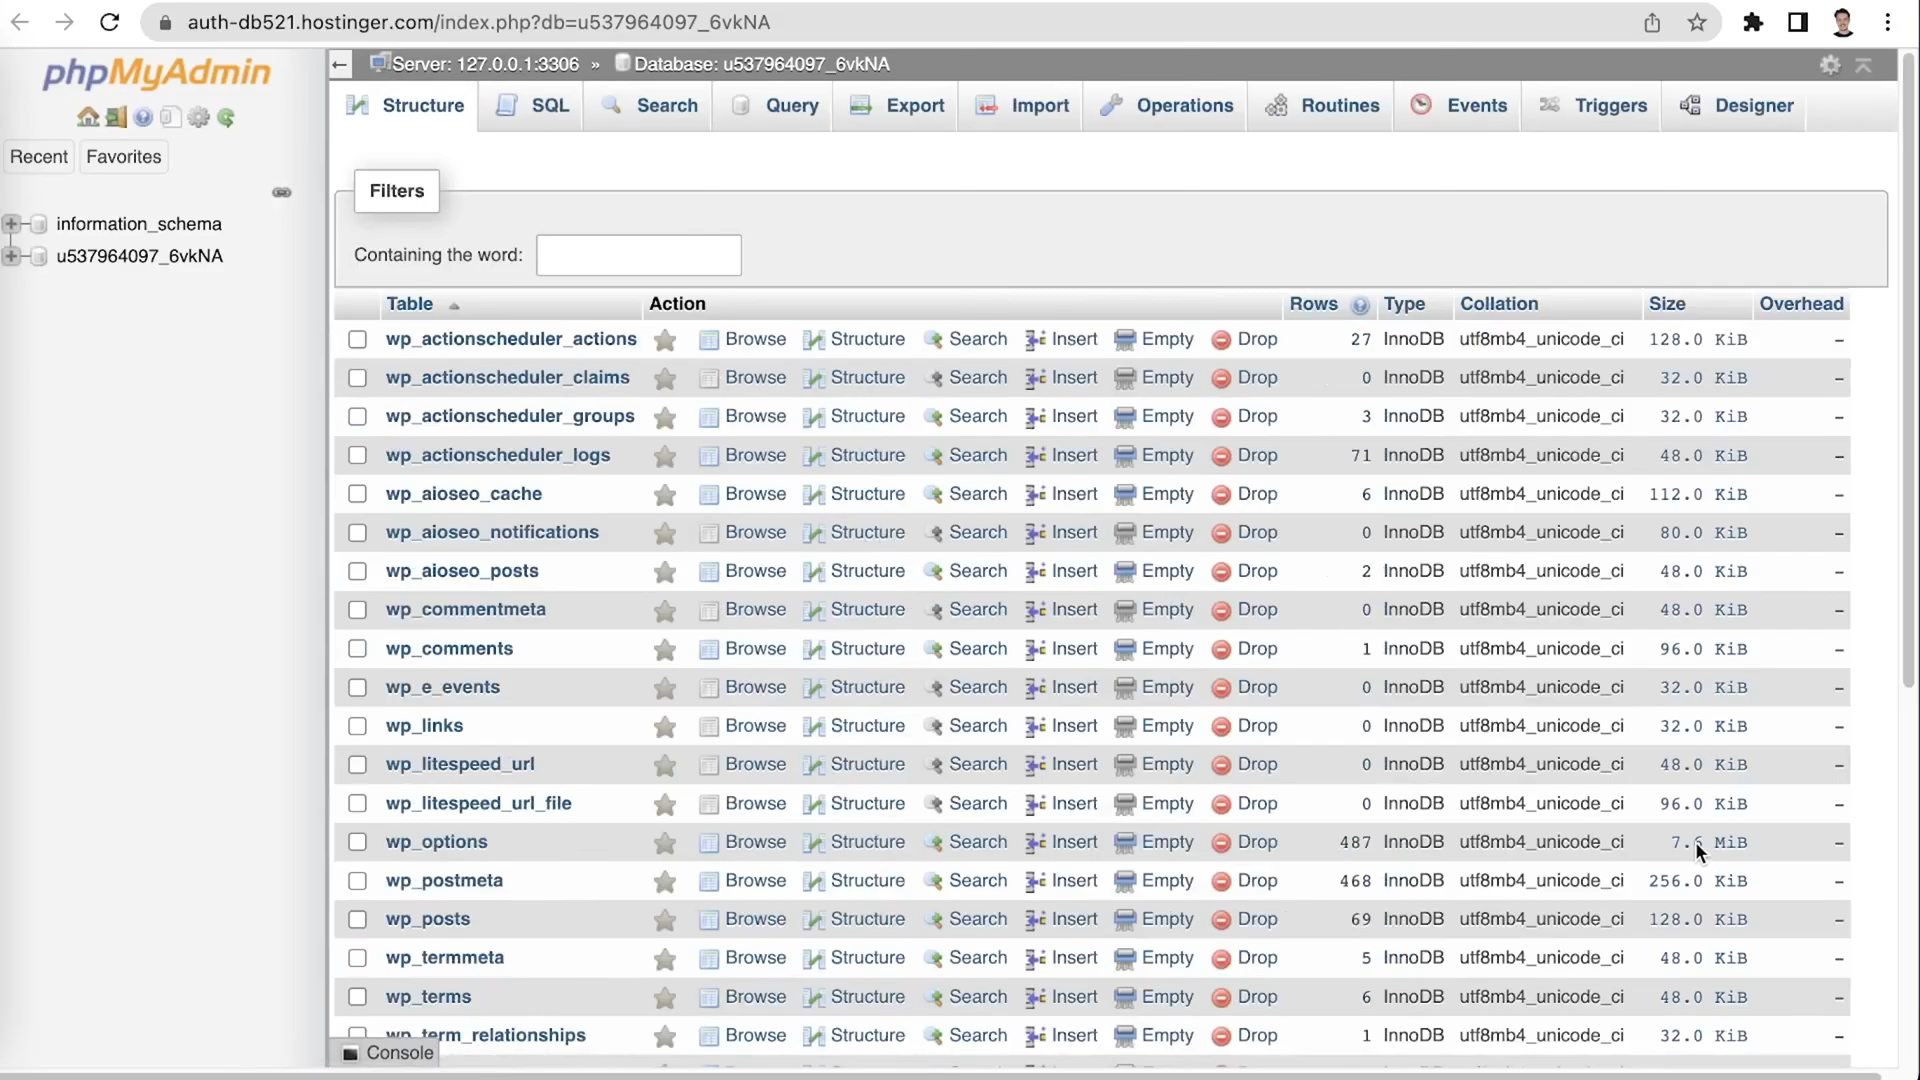 auth-db521.hostinger.com/index.php?db=u537964097_6vkNA
phpMyAdmin
Recent Favorites
information_schema
u537964097_6vkNA
Server: 127.0.0.1:3306 » Database: u537964097_6vkNA
Structure SQL Search Query Export Import Operations Routines Events Triggers Designer
Filters
Containing the word:
Table Action Rows Type Collation Size Overhead
wp_actionscheduler_actions Browse Structure Search Insert Empty Drop 27 InnoDB utf8mb4_unicode_ci 128.0 KiB –
wp_actionscheduler_claims Browse Structure Search Insert Empty Drop 0 InnoDB utf8mb4_unicode_ci 32.0 KiB –
wp_actionscheduler_groups Browse Structure Search Insert Empty Drop 3 InnoDB utf8mb4_unicode_ci 32.0 KiB –
wp_actionscheduler_logs Browse Structure Search Insert Empty Drop 71 InnoDB utf8mb4_unicode_ci 48.0 KiB –
wp_aioseo_cache Browse Structure Search Insert Empty Drop 6 InnoDB utf8mb4_unicode_ci 112.0 KiB –
wp_aioseo_notifications Browse Structure Search Insert Empty Drop 0 InnoDB utf8mb4_unicode_ci 80.0 KiB –
wp_aioseo_posts Browse Structure Search Insert Empty Drop 2 InnoDB utf8mb4_unicode_ci 48.0 KiB –
wp_commentmeta Browse Structure Search Insert Empty Drop 0 InnoDB utf8mb4_unicode_ci 48.0 KiB –
wp_comments Browse Structure Search Insert Empty Drop 1 InnoDB utf8mb4_unicode_ci 96.0 KiB –
wp_e_events Browse Structure Search Insert Empty Drop 0 InnoDB utf8mb4_unicode_ci 32.0 KiB –
wp_links Browse Structure Search Insert Empty Drop 0 InnoDB utf8mb4_unicode_ci 32.0 KiB –
wp_litespeed_url Browse Structure Search Insert Empty Drop 0 InnoDB utf8mb4_unicode_ci 48.0 KiB –
wp_litespeed_url_file Browse Structure Search Insert Empty Drop 0 InnoDB utf8mb4_unicode_ci 96.0 KiB –
wp_options Browse Structure Search Insert Empty Drop 487 InnoDB utf8mb4_unicode_ci MiB –
wp_postmeta Browse Structure Search Insert Empty Drop 468 InnoDB utf8mb4_unicode_ci 256.0 KiB –
wp_posts Browse Structure Search Insert Empty Drop 69 InnoDB utf8mb4_unicode_ci 128.0 KiB –
wp_termmeta Browse Structure Search Insert Empty Drop 5 InnoDB utf8mb4_unicode_ci 48.0 KiB –
wp_terms Browse Structure Search Insert Empty Drop 6 InnoDB utf8mb4_unicode_ci 48.0 KiB –
wp_term_relationships Browse Structure Search Insert Empty Drop 1 InnoDB utf8mb4_unicode_ci 32.0 KiB –
Console